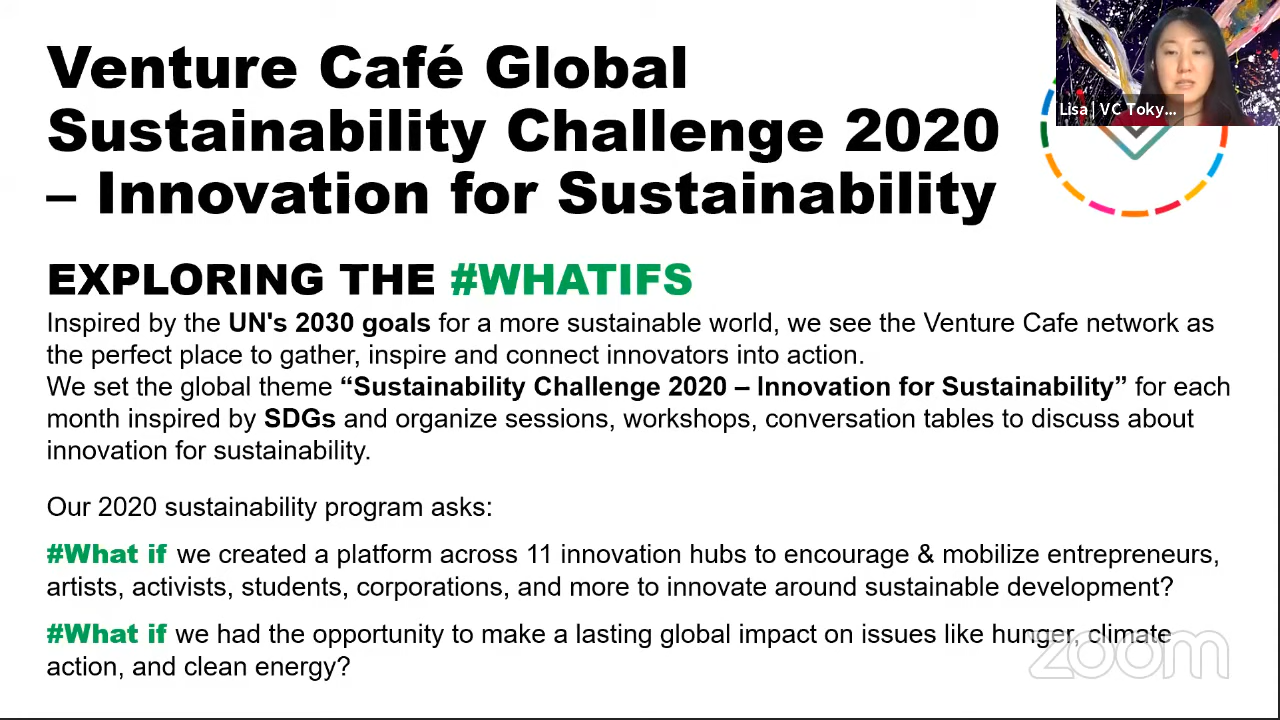 Venture Café Global
Sustainability Challenge 2020
– Innovation for Sustainability
Lisa | VC Toky...
EXPLORING THE #WHATIFS
Inspired by the UN's 2030 goals for a more sustainable world, we see the Venture Cafe network as
the perfect place to gather, inspire and connect innovators into action.
We set the global theme “Sustainability Challenge 2020 – Innovation for Sustainability” for each
month inspired by SDGs and organize sessions, workshops, conversation tables to discuss about
innovation for sustainability.
Our 2020 sustainability program asks:
#What if we created a platform across 11 innovation hubs to encourage & mobilize entrepreneurs,
artists, activists, students, corporations, and more to innovate around sustainable development?
#What if we had the opportunity to make a lasting global impact on issues like hunger, climate
action, and clean energy?
zoom